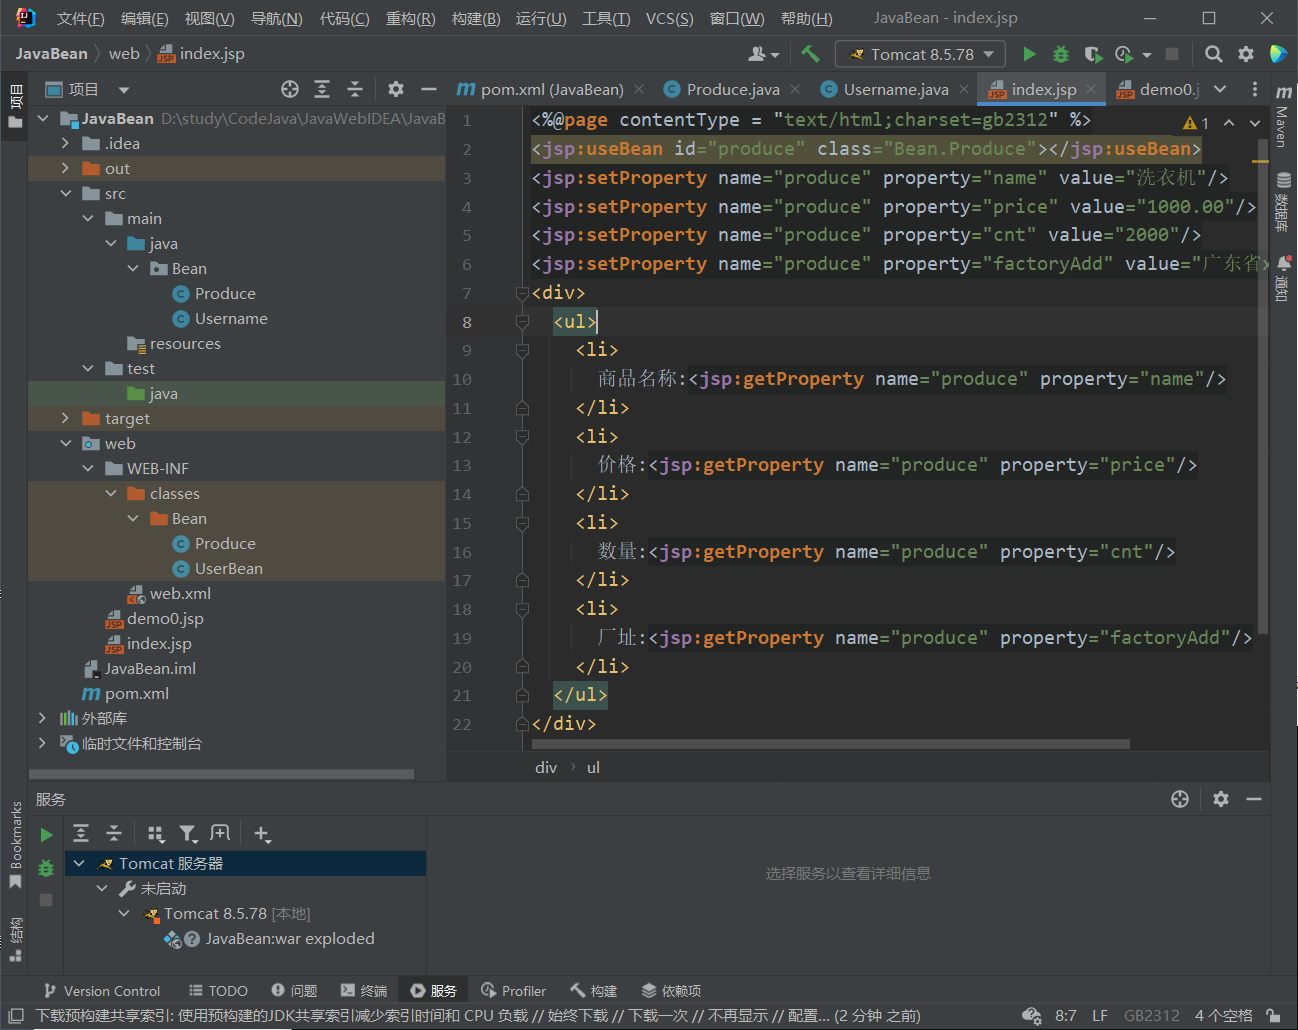 文件(F) 编辑(E) 视图(V) 导航(N) 代码(C) 重构(R) 构建(B) 运行(U) 工具(T) VCS(S) 窗口(W) 帮助(H) JavaBean - index.jsp
JavaBean web index.jsp Tomcat 8.5.78
项目
项目
pom.xml (JavaBean) Produce.java Username.java index.jsp demo0.j
JavaBean D:\study\CodeJava\JavaWebIDEA\JavaB
.idea
out
src
main
java
Bean
Produce
Username
resources
test
java
target
web
WEB-INF
classes
Bean
Produce
UserBean
web.xml
demo0.jsp
index.jsp
JavaBean.iml
pom.xml
外部库
临时文件和控制台
1 <%@page contentType = "text/html;charset=gb2312" %> 1
2 <jsp:useBean id="produce" class="Bean.Produce"></jsp:useBean>
3 <jsp:setProperty name="produce" property="name" value="洗衣机"/>
4 <jsp:setProperty name="produce" property="price" value="1000.00"/>
5 <jsp:setProperty name="produce" property="cnt" value="2000"/>
6 <jsp:setProperty name="produce" property="factoryAdd" value="广东省
7 <div>
8 <ul>
9 <li>
10 商品名称:<jsp:getProperty name="produce" property="name"/>
11 </li>
12 <li>
13 价格:<jsp:getProperty name="produce" property="price"/>
14 </li>
15 <li>
16 数量:<jsp:getProperty name="produce" property="cnt"/>
17 </li>
18 <li>
19 厂址:<jsp:getProperty name="produce" property="factoryAdd"/>
20 </li>
21 </ul>
22 </div>
div ul
Maven
数据库
通知
服务
Tomcat 服务器
未启动
Tomcat 8.5.78 [本地]
JavaBean:war exploded
选择服务以查看详细信息
Bookmarks
结构
Version Control TODO 问题 终端 服务 Profiler 构建 依赖项
下载预构建共享索引: 使用预构建的JDK共享索引减少索引时间和 CPU 负载 // 始终下载 // 下载一次 // 不再显示 // 配置... (2 分钟 之前) 8:7 LF GB2312 4 个空格